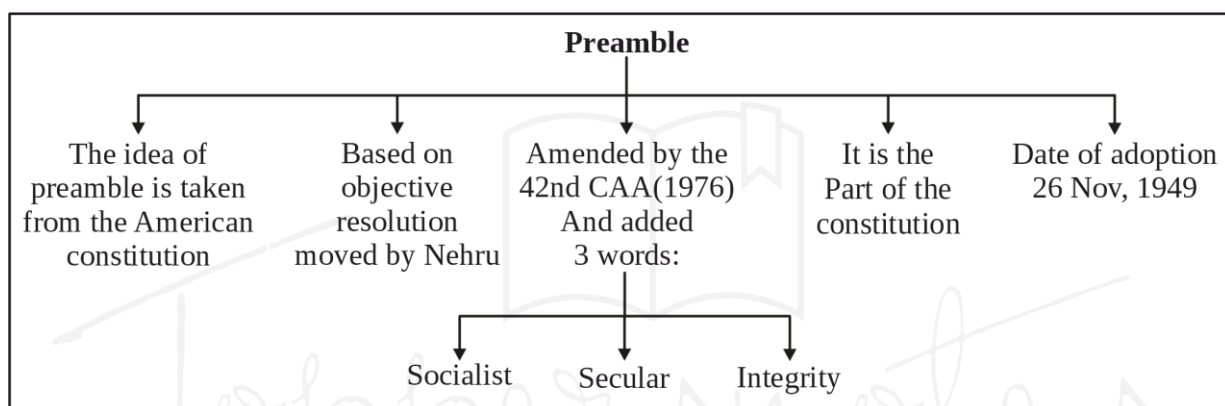 Preamble
The idea of
preamble is taken
from the American
constitution
Based on
objective
resolution
moved by Nehru
Amended by the
42nd CAA(1976)
And added
3 words:
It is the
Part of the
constitution
Date of adoption
26 Nov, 1949
Socialist
Secular
Integrity